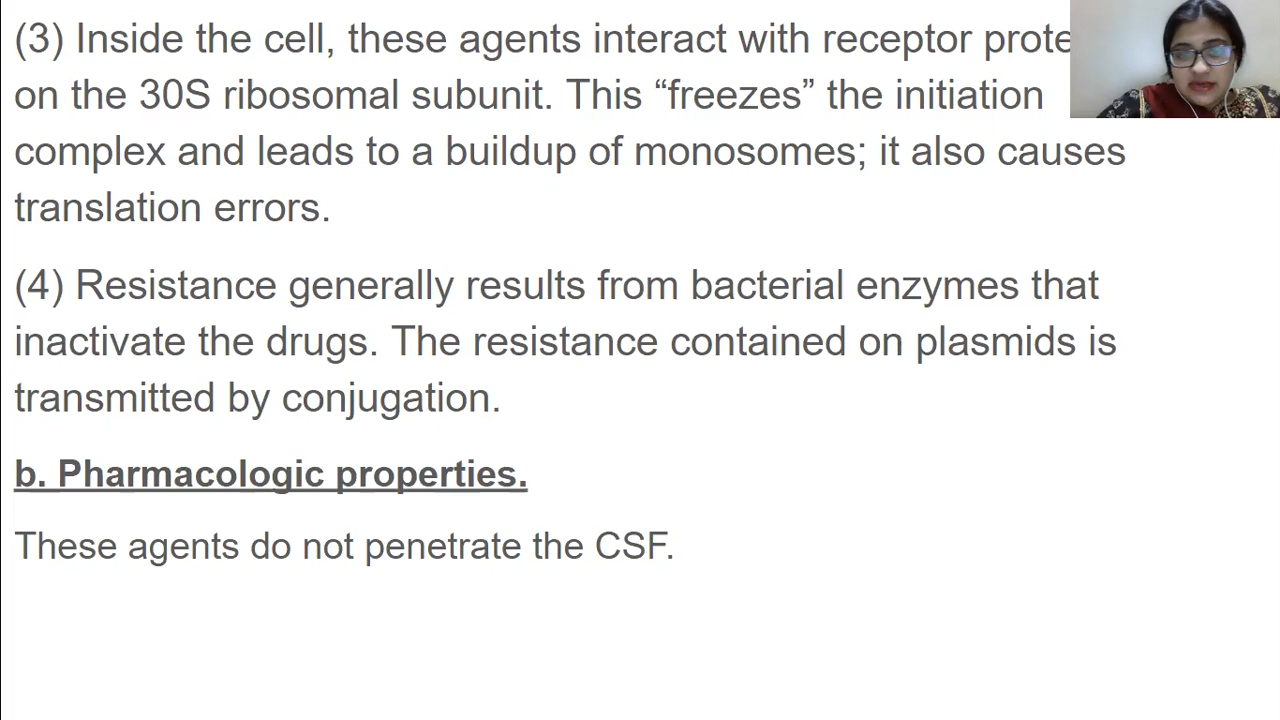 (3) Inside the cell, these agents interact with receptor
on the 30S ribosomal subunit. This “freezes” the initiation
complex and leads to a buildup of monosomes; it also causes
translation errors.
(4) Resistance generally results from bacterial enzymes that
inactivate the drugs. The resistance contained on plasmids is
transmitted by conjugation.
b. Pharmacologic properties.
These agents do not penetrate the CSF.